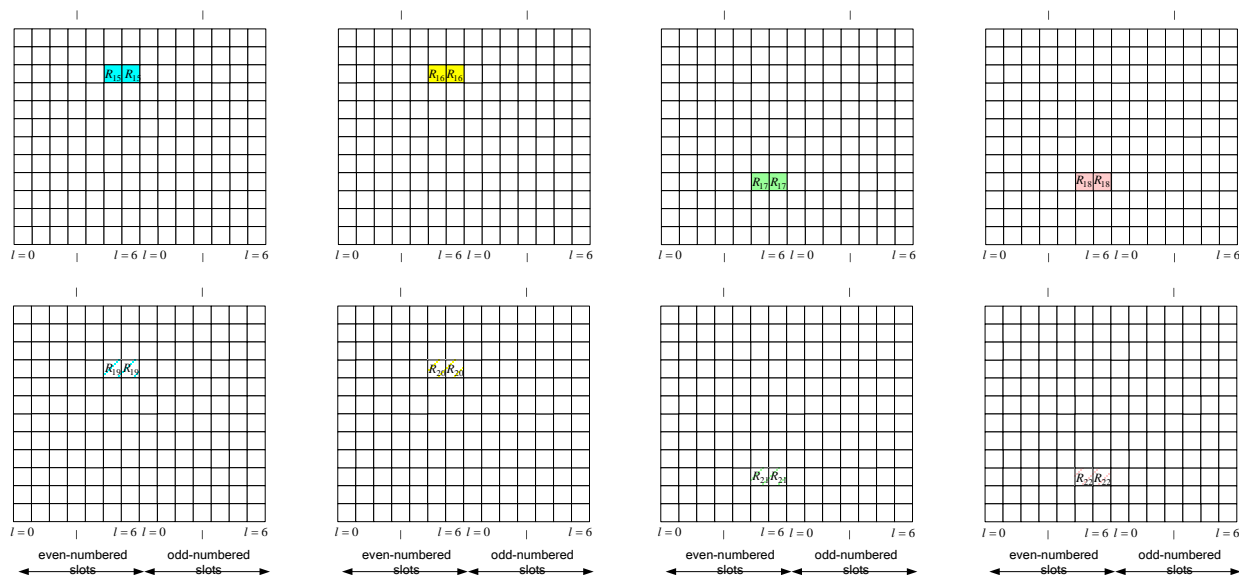 R15 R15 R16 R16 R17 R17 R18 R18
l = 0 l = 6 l = 0 l = 6 l = 0 l = 6 l = 0 l = 6 l = 0 l = 6 l = 0 l = 6 l = 0 l = 6 l = 0 l = 6
R19 R19 R20 R20 R21 R21 R22 R22
l = 0 l = 6 l = 0 l = 6 l = 0 l = 6 l = 0 l = 6 l = 0 l = 6 l = 0 l = 6 l = 0 l = 6 l = 0 l = 6
even-numbered odd-numbered even-numbered odd-numbered even-numbered odd-numbered even-numbered odd-numbered
slots slots slots slots slots slots slots slots